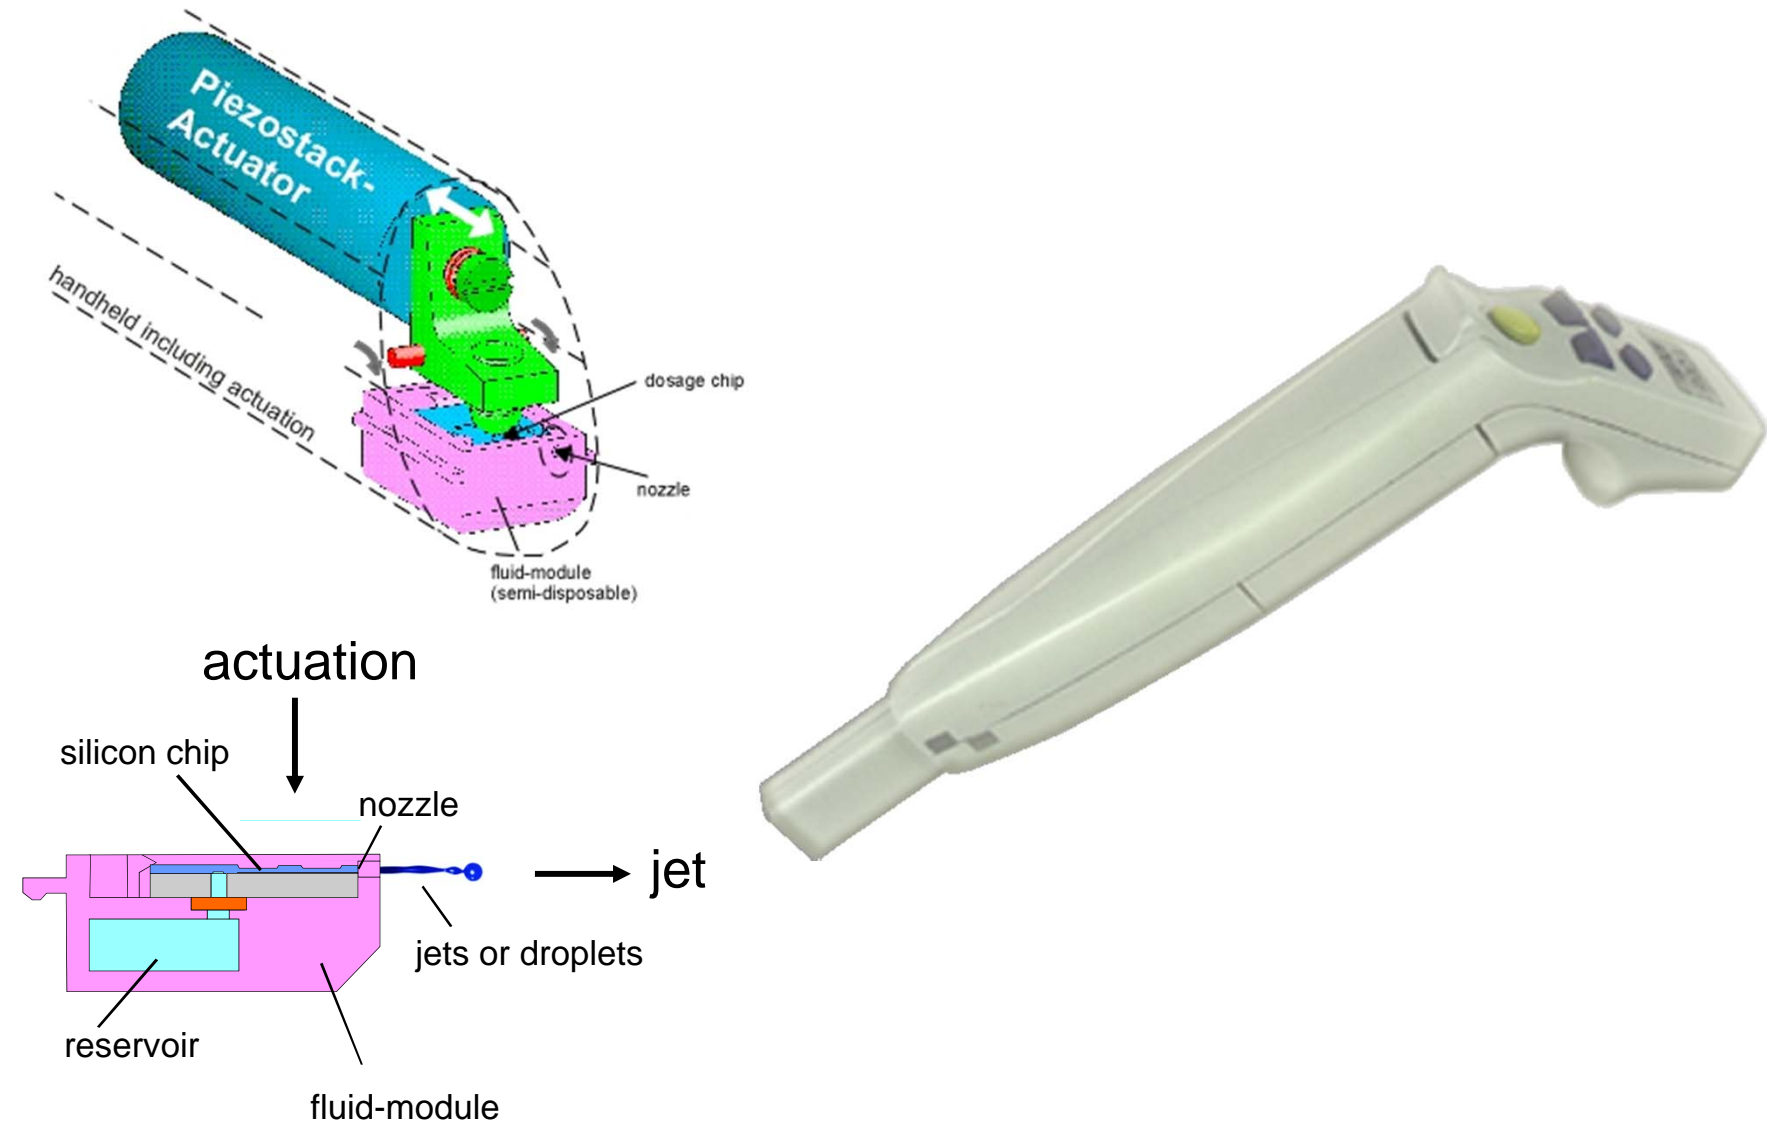 Piezostack-
Actuator
handheld including actuation
dosage chip
nozzle
fluid-module
(semi-disposable)
actuation
silicon chip
nozzle
jet
jets or droplets
reservoir
fluid-module